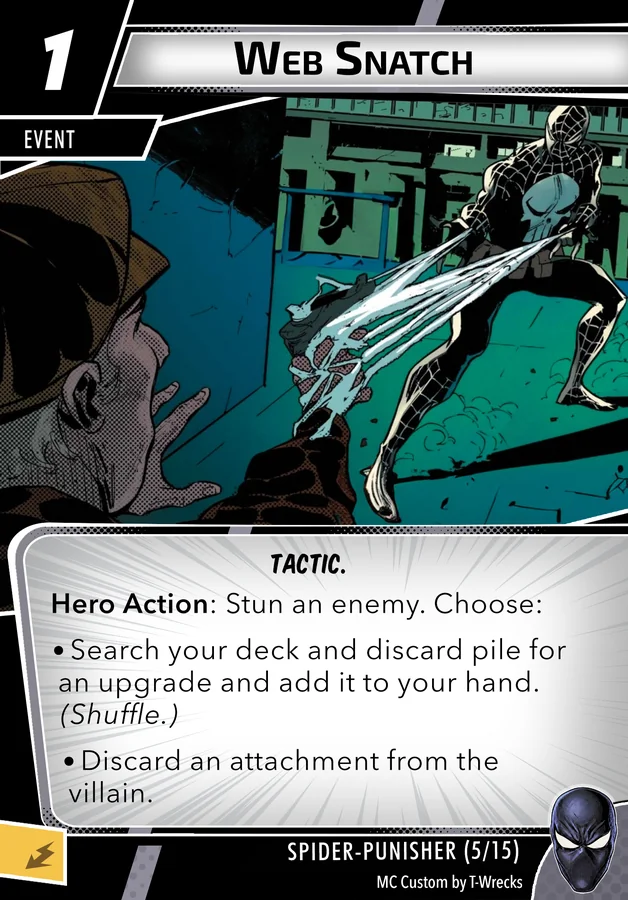 1
WEB SNATCH
EVENT
TACTIC.
Hero Action: Stun an enemy. Choose:
• Search your deck and discard pile for
an upgrade and add it to your hand.
(Shuffle.)
• Discard an attachment from the
villain.
SPIDER-PUNISHER (5/15)
MC Custom by T-Wrecks